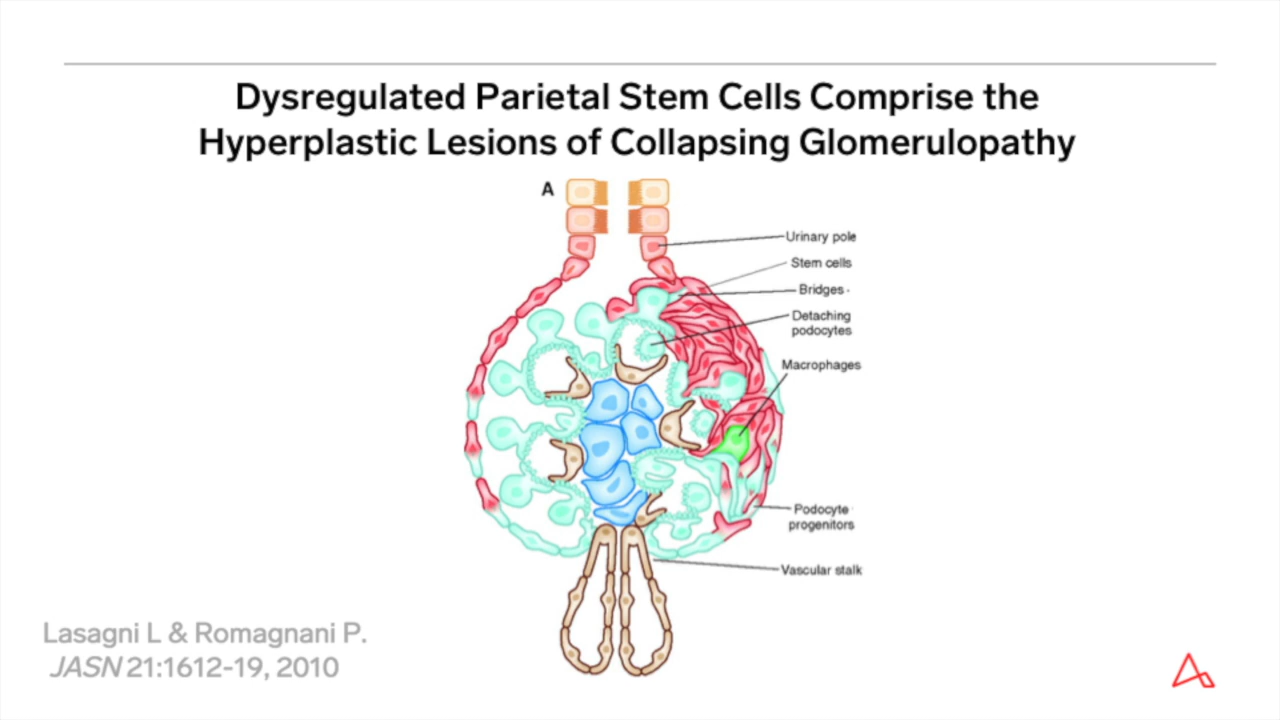 Dysregulated Parietal Stem Cells Comprise the
Hyperplastic Lesions of Collapsing Glomerulopathy
A
Urinary pole
Stem cells
Bridges
Detaching
podocytes
Macrophages
Podocyte
progenitors
Vascular stalk
Lasagni L & Romagnani P.
JASN 21:1612-19, 2010